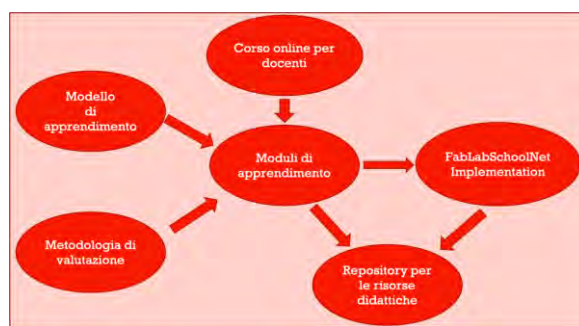 Corso online per
docenti
Modello
di
apprendimento
Moduli di
apprendimento
FabLabSchoolNet
Implementation
Metodologia di
valutazione
Repository per
le risorse
didattiche